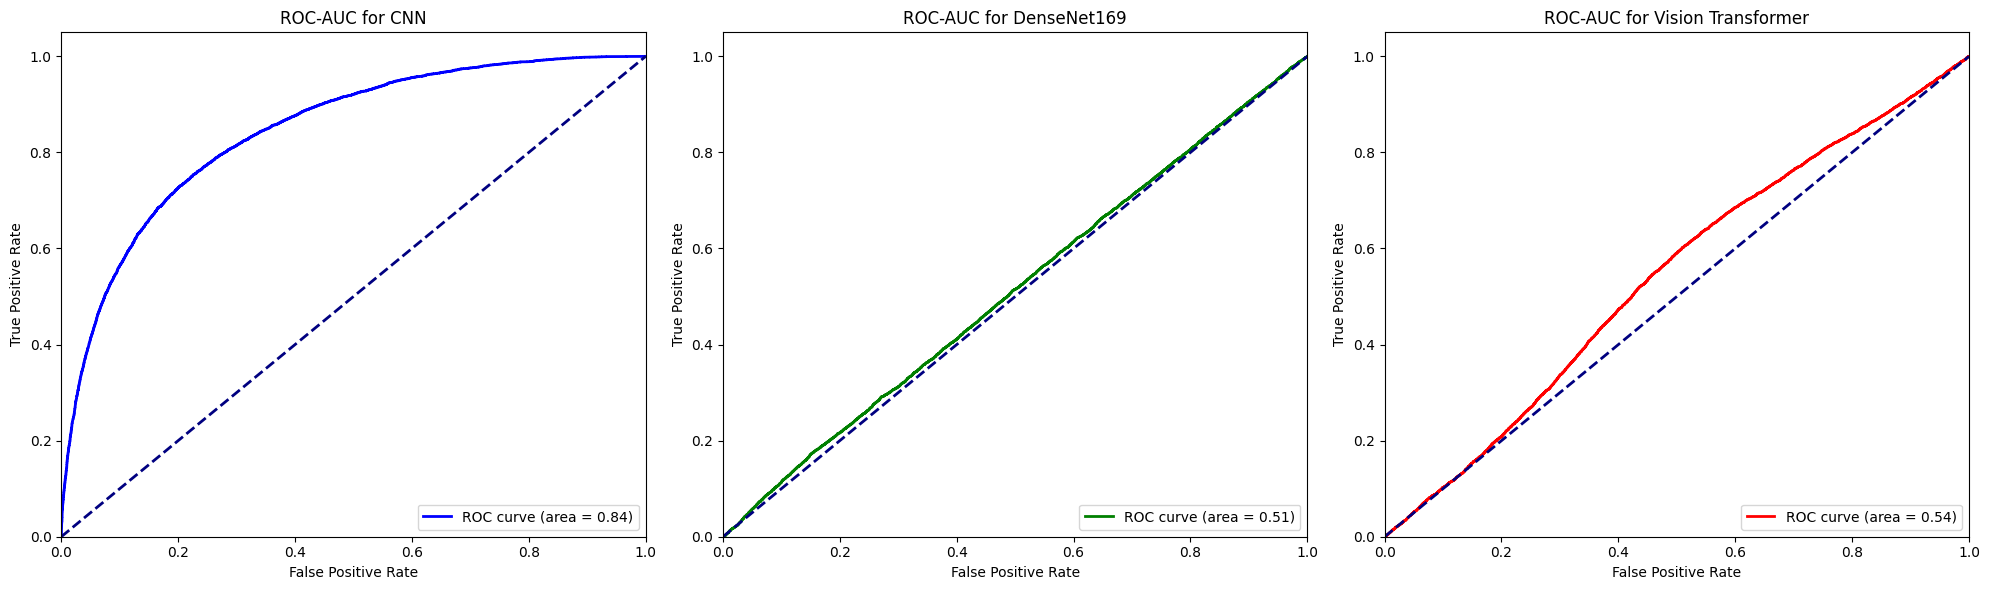 ROC-AUC for CNN
1.0
0.8
0.6
0.4
0.2
0.0
True Positive Rate
0.0 0.2 0.4 0.6 0.8 1.0
False Positive Rate
ROC curve (area = 0.84)
ROC-AUC for DenseNet169
1.0
0.8
0.6
0.4
0.2
0.0
True Positive Rate
0.0 0.2 0.4 0.6 0.8 1.0
False Positive Rate
ROC curve (area = 0.51)
ROC-AUC for Vision Transformer
1.0
0.8
0.6
0.4
0.2
0.0
True Positive Rate
0.0 0.2 0.4 0.6 0.8 1.0
False Positive Rate
ROC curve (area = 0.54)